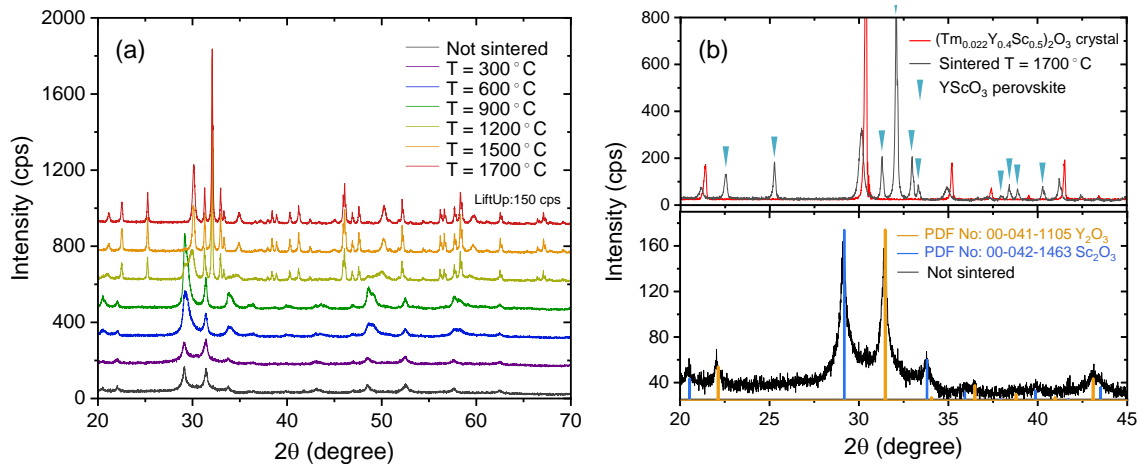 (a)
Not sintered
T = 300°C
T = 600°C
T = 900°C
T = 1200°C
T = 1500°C
T = 1700°C
LiftUp:150 cps
Intensity (cps)
0
400
800
1200
1600
2000
20 30 40 50 60 70
2θ (degree)
(b)
(Tm0.022Y0.4Sc0.5)2O3 crystal
Sintered T = 1700°C
YScO3 perovskite
800
600
400
200
0
Intensity (cps)
PDF No: 00-041-1105 Y2O3
PDF No: 00-042-1463 Sc2O3
Not sintered
160
120
80
40
20 25 30 35 40 45
2θ (degree)